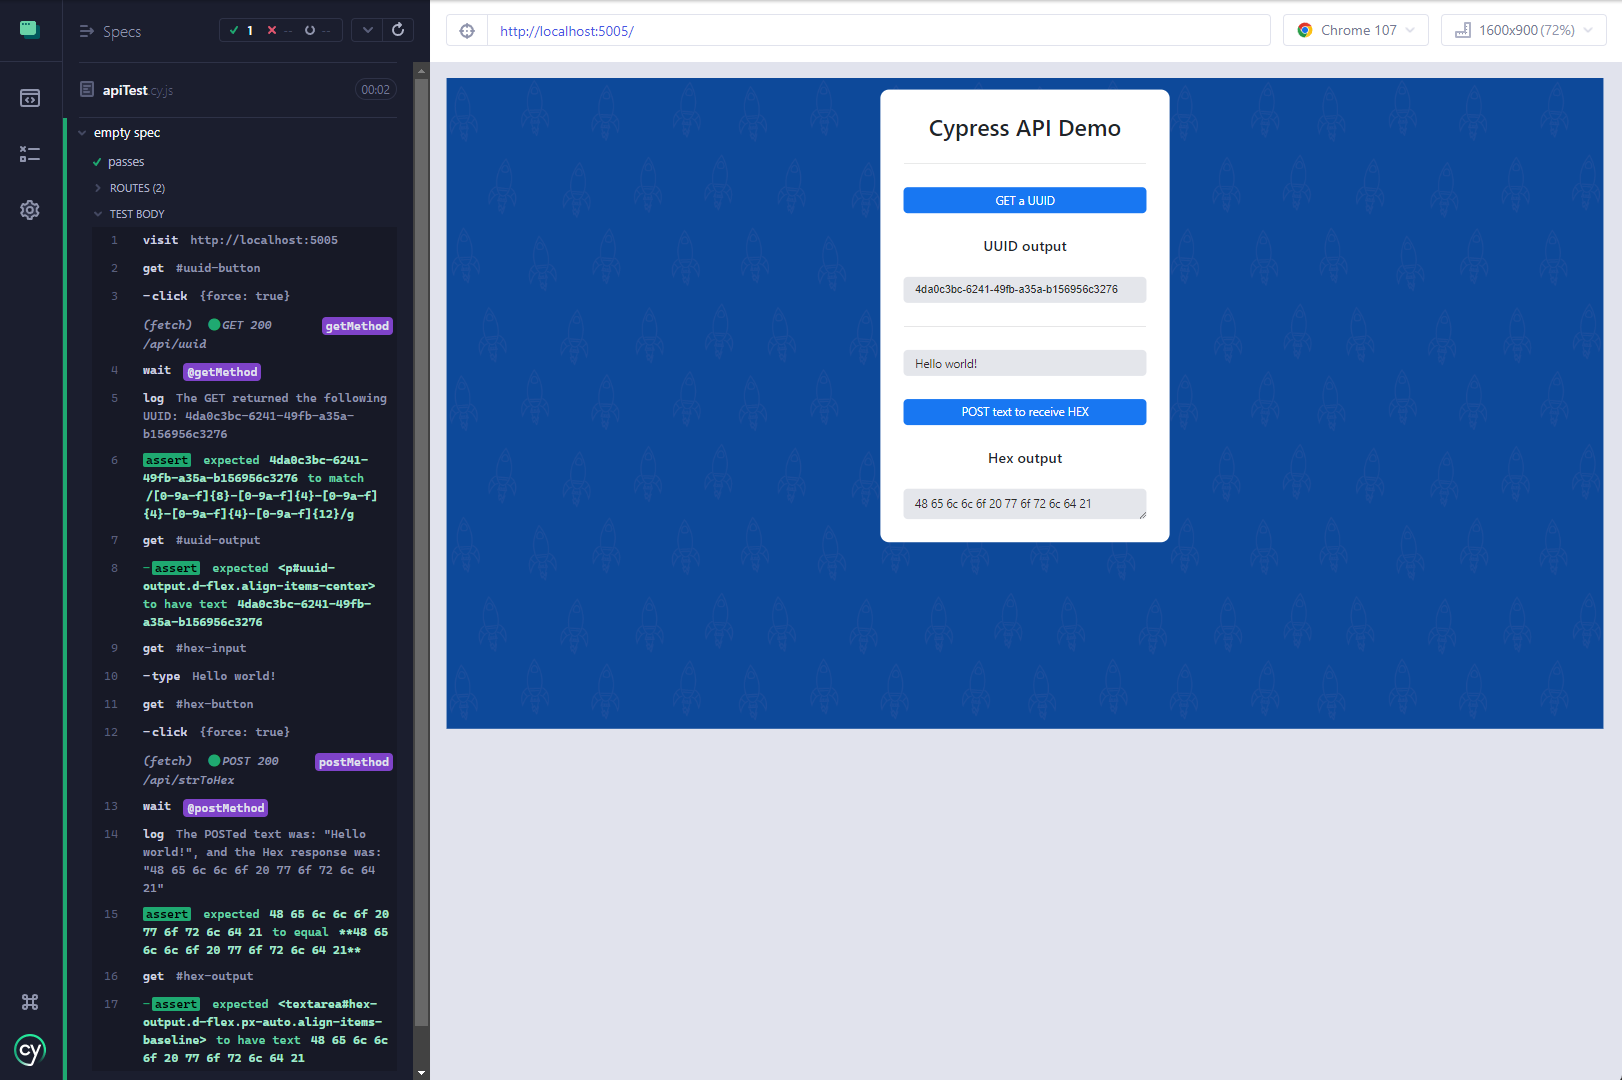 Specs
1
--
--
apiTest cy.js
00:02
empty spec
passes
ROUTES (2)
TEST BODY
1 visit http://localhost:5005
2 get #uuid-button
3 -click {force: true}
(fetch) GET 200 getMethod
/api/uuid
4 wait @getMethod
5 log The GET returned the following
UUID: 4da0c3bc-6241-49fb-a35a-
b156956c3276
6 assert expected 4da0c3bc-6241-
49fb-a35a-b156956c3276 to match
/[0-9a-f]{8}-[0-9a-f]{4}-[0-9a-f]
{4}-[0-9a-f]{4}-[0-9a-f]{12}/g
7 get #uuid-output
8 -assert expected <p#uuid-
output.d-flex.align-items-center>
to have text 4da0c3bc-6241-49fb-
a35a-b156956c3276
9 get #hex-input
10 -type Hello world!
11 get #hex-button
12 -click {force: true}
(fetch) POST 200 postMethod
/api/strToHex
13 wait @postMethod
14 log The POSTed text was: "Hello
world!", and the Hex response was:
"48 65 6c 6c 6f 20 77 6f 72 6c 64
21"
15 assert expected 48 65 6c 6c 6f 20
77 6f 72 6c 64 21 to equal **48 65
6c 6c 6f 20 77 6f 72 6c 64 21**
16 get #hex-output
17 -assert expected <textarea#hex-
output.d-flex.px-auto.align-items-
baseline> to have text 48 65 6c 6c
6f 20 77 6f 72 6c 64 21
cy
http://localhost:5005/
Chrome 107
1600x900 (72%)
Cypress API Demo
GET a UUID
UUID output
4da0c3bc-6241-49fb-a35a-b156956c3276
Hello world!
POST text to receive HEX
Hex output
48 65 6c 6c 6f 20 77 6f 72 6c 64 21